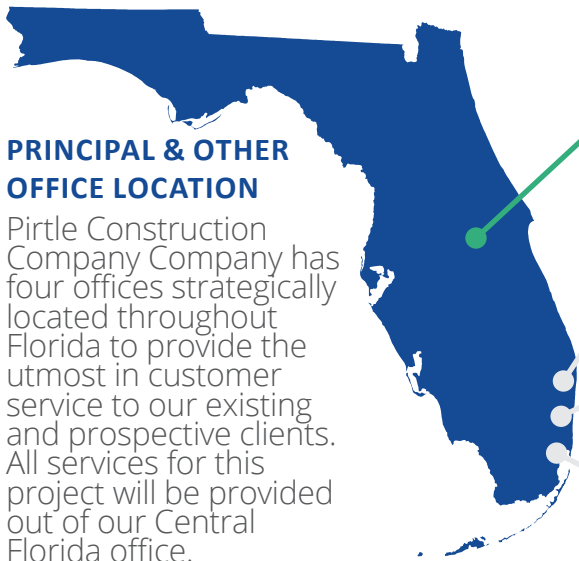 PRINCIPAL & OTHER
OFFICE LOCATION
Pirtle Construction
Company Company has
four offices strategically
located throughout
Florida to provide the
utmost in customer
service to our existing
and prospective clients.
All services for this
project will be provided
out of our Central
Florida office.